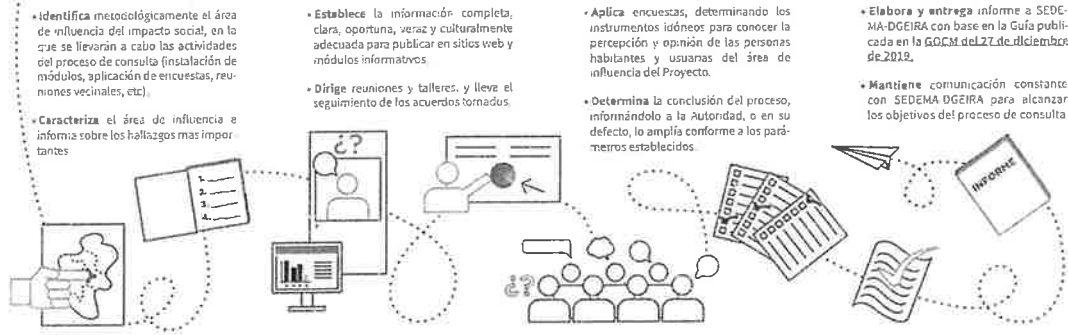 • Identifica metodológicamente el área
de influencia del impacto social, en la
que se llevarán a cabo las actividades
del proceso de consulta (instalación de
módulos, aplicación de encuestas, reu-
niones vecinales, etc).
• Caracteriza el área de influencia e
informa sobre los hallazgos mas impor-
tantes
• Establece la información completa,
clara, oportuna, veraz y culturalmente
adecuada para publicar en sitios web y
módulos informativos.
• Dirige reuniones y talleres, y lleva el
seguimiento de los acuerdos tomados.
• Aplica encuestas, determinando los
instrumentos idóneos para conocer la
percepción y opinión de las personas
habitantes y usuarias del área de
influencia del Proyecto.
• Determina la conclusión del proceso,
informándolo a la Autoridad, o en su
defecto, lo amplía conforme a los pará-
metros establecidos.
• Elabora y entrega informe a SEDE-
MA-DGEIRA con base en la Guía publi-
cada en la GOCM del 27 de diciembre
de 2019.
• Mantiene comunicación constante
con SEDEMA DGEIRA para alcanzar
los objetivos del proceso de consulta
1.
2.
3.
4.
¿?
¿?
INFORME